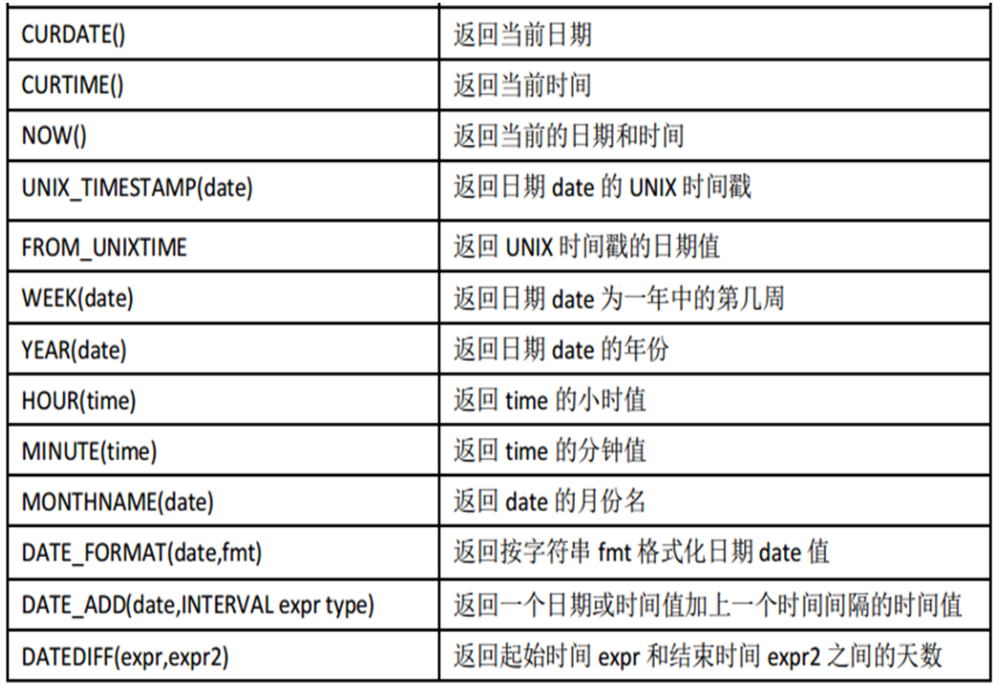 CURDATE() 返回当前日期
CURTIME() 返回当前时间
NOW() 返回当前的日期和时间
UNIX_TIMESTAMP(date) 返回日期 date 的 UNIX 时间戳
FROM_UNIXTIME 返回 UNIX 时间戳的日期值
WEEK(date) 返回日期 date 为一年中的第几周
YEAR(date) 返回日期 date 的年份
HOUR(time) 返回 time 的小时值
MINUTE(time) 返回 time 的分钟值
MONTHNAME(date) 返回 date 的月份名
DATE_FORMAT(date,fmt) 返回按字符串 fmt 格式化日期 date 值
DATE_ADD(date,INTERVAL expr type) 返回一个日期或时间值加上一个时间间隔的时间值
DATEDIFF(expr,expr2) 返回起始时间 expr 和结束时间 expr2 之间的天数